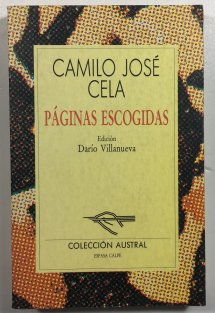 CAMILO JOSÉ
CELA
PÁGINAS ESCOGIDAS
Edición
Darío Villanueva
COLECCIÓN AUSTRAL
ESPASA CALPE